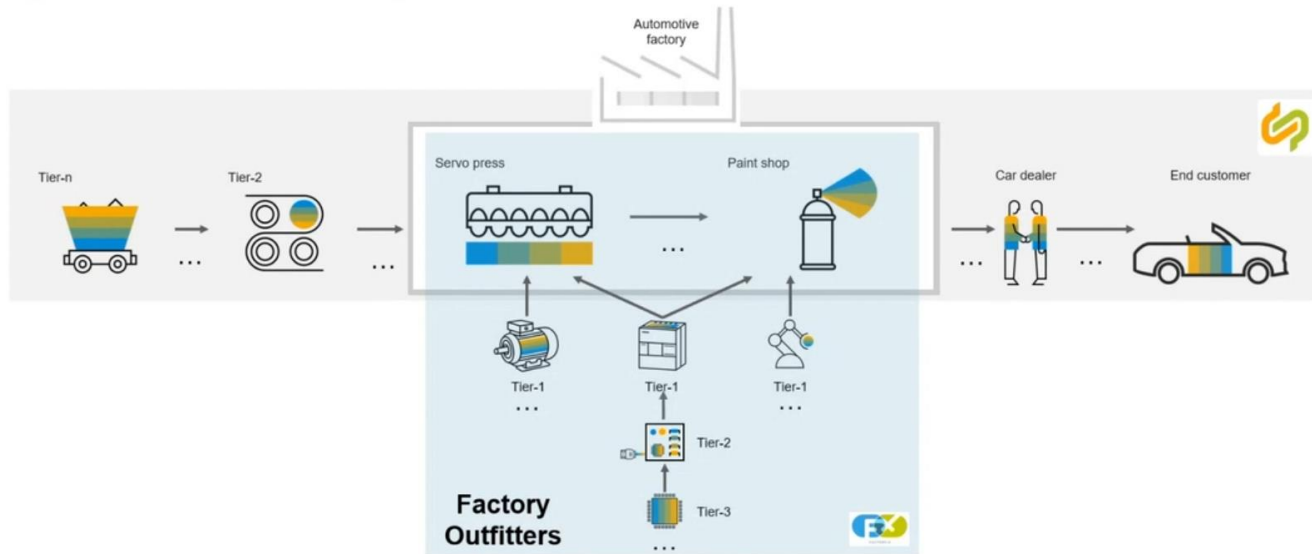 Automotive
factory
Servo press
Paint shop
Tier-n
Tier-2
Car dealer
End customer
...
...
...
...
...
Tier-1
Tier-1
Tier-1
...
...
Tier-2
Factory
Outfitters
Tier-3
...